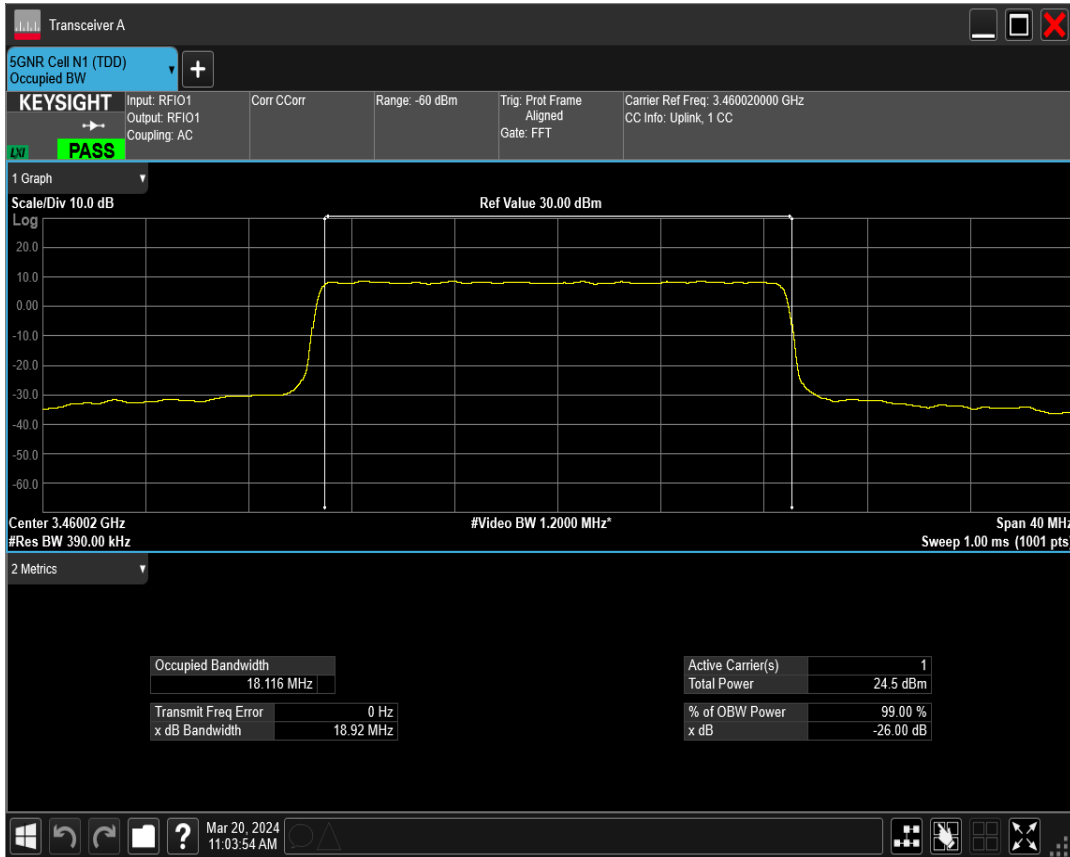 Transceiver A
5GNR Cell N1 (TDD)
Occupied BW
+
KEYSIGHT
LXI
PASS
Input: RFIO1
Output: RFIO1
Coupling: AC
Corr CCorr
Range: -60 dBm
Trig: Prot Frame
Aligned
Gate: FFT
Carrier Ref Freq: 3.460020000 GHz
CC Info: Uplink, 1 CC
1 Graph
Scale/Div 10.0 dB
Ref Value 30.00 dBm
Log
20.0
10.0
0.00
-10.0
-20.0
-30.0
-40.0
-50.0
-60.0
Center 3.46002 GHz
#Video BW 1.2000 MHz*
Span 40 MHz
#Res BW 390.00 kHz
Sweep 1.00 ms (1001 pts)
2 Metrics
Occupied Bandwidth
18.116 MHz
Transmit Freq Error 0 Hz
x dB Bandwidth 18.92 MHz
Active Carrier(s) 1
Total Power 24.5 dBm
% of OBW Power 99.00 %
x dB -26.00 dB
?
Mar 20, 2024
11:03:54 AM